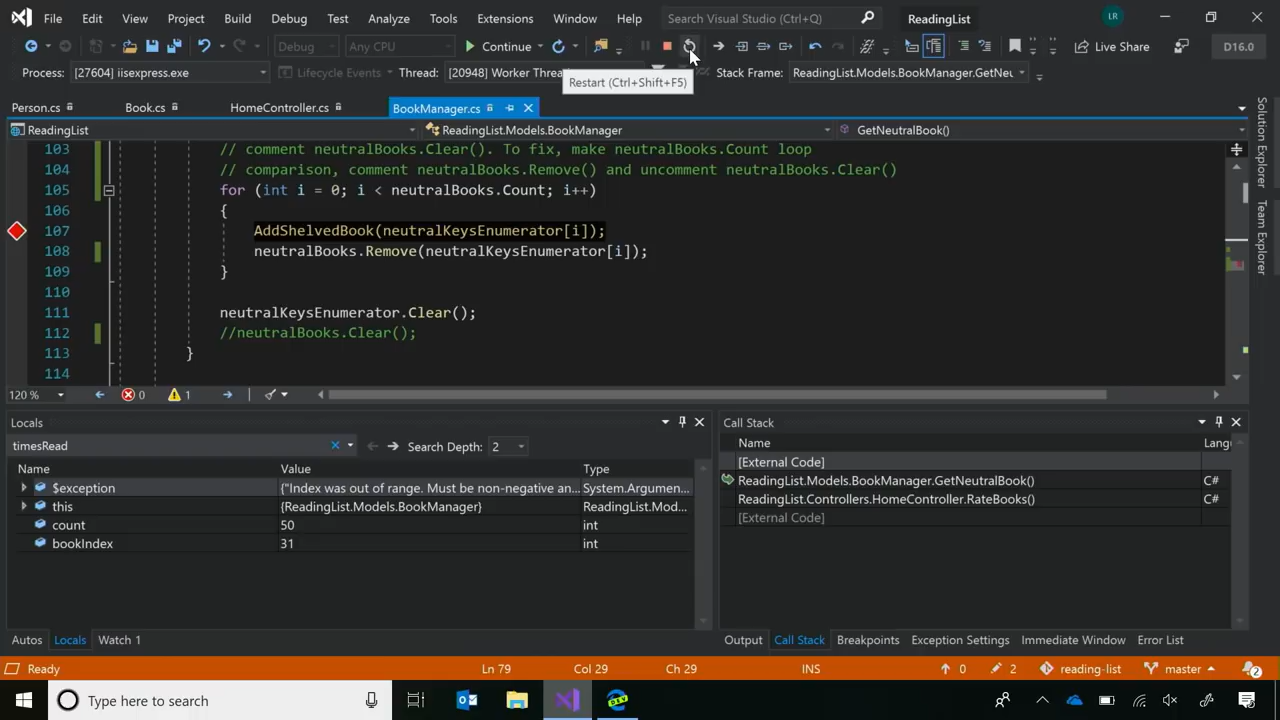 File Edit View Project Build Debug Test Analyze Tools Extensions Window Help Search Visual Studio (Ctrl+Q) ReadingList LR
Debug Any CPU Continue Live Share D16.0
Process: [27604] iisexpress.exe Lifecycle Events Thread: [20948] Worker Threa Stack Frame: ReadingList.Models.BookManager.GetNeu
Restart (Ctrl+Shift+F5)
Person.cs Book.cs HomeController.cs BookManager.cs
ReadingList ReadingList.Models.BookManager GetNeutralBook()
103 // comment neutralBooks.Clear(). To fix, make neutralBooks.Count loop
104 // comparison, comment neutralBooks.Remove() and uncomment neutralBooks.Clear()
105 for (int i = 0; i < neutralBooks.Count; i++)
106 {
107 AddShelvedBook(neutralKeysEnumerator[i]);
108 neutralBooks.Remove(neutralKeysEnumerator[i]);
109 }
110
111 neutralKeysEnumerator.Clear();
112 //neutralBooks.Clear();
113 }
114
Solution Explorer
Team Explorer
120 % 0 1
Locals
timesRead Search Depth: 2
Name Value Type
$exception {"Index was out of range. Must be non-negative an... System.Argumen...
this {ReadingList.Models.BookManager} ReadingList.Mod...
count 50 int
bookIndex 31 int
Autos Locals Watch 1
Call Stack
Name Lang
[External Code]
ReadingList.Models.BookManager.GetNeutralBook() C#
ReadingList.Controllers.HomeController.RateBooks() C#
[External Code]
Output Call Stack Breakpoints Exception Settings Immediate Window Error List
Ready Ln 79 Col 29 Ch 29 INS 0 2 reading-list master 2
Type here to search DEV